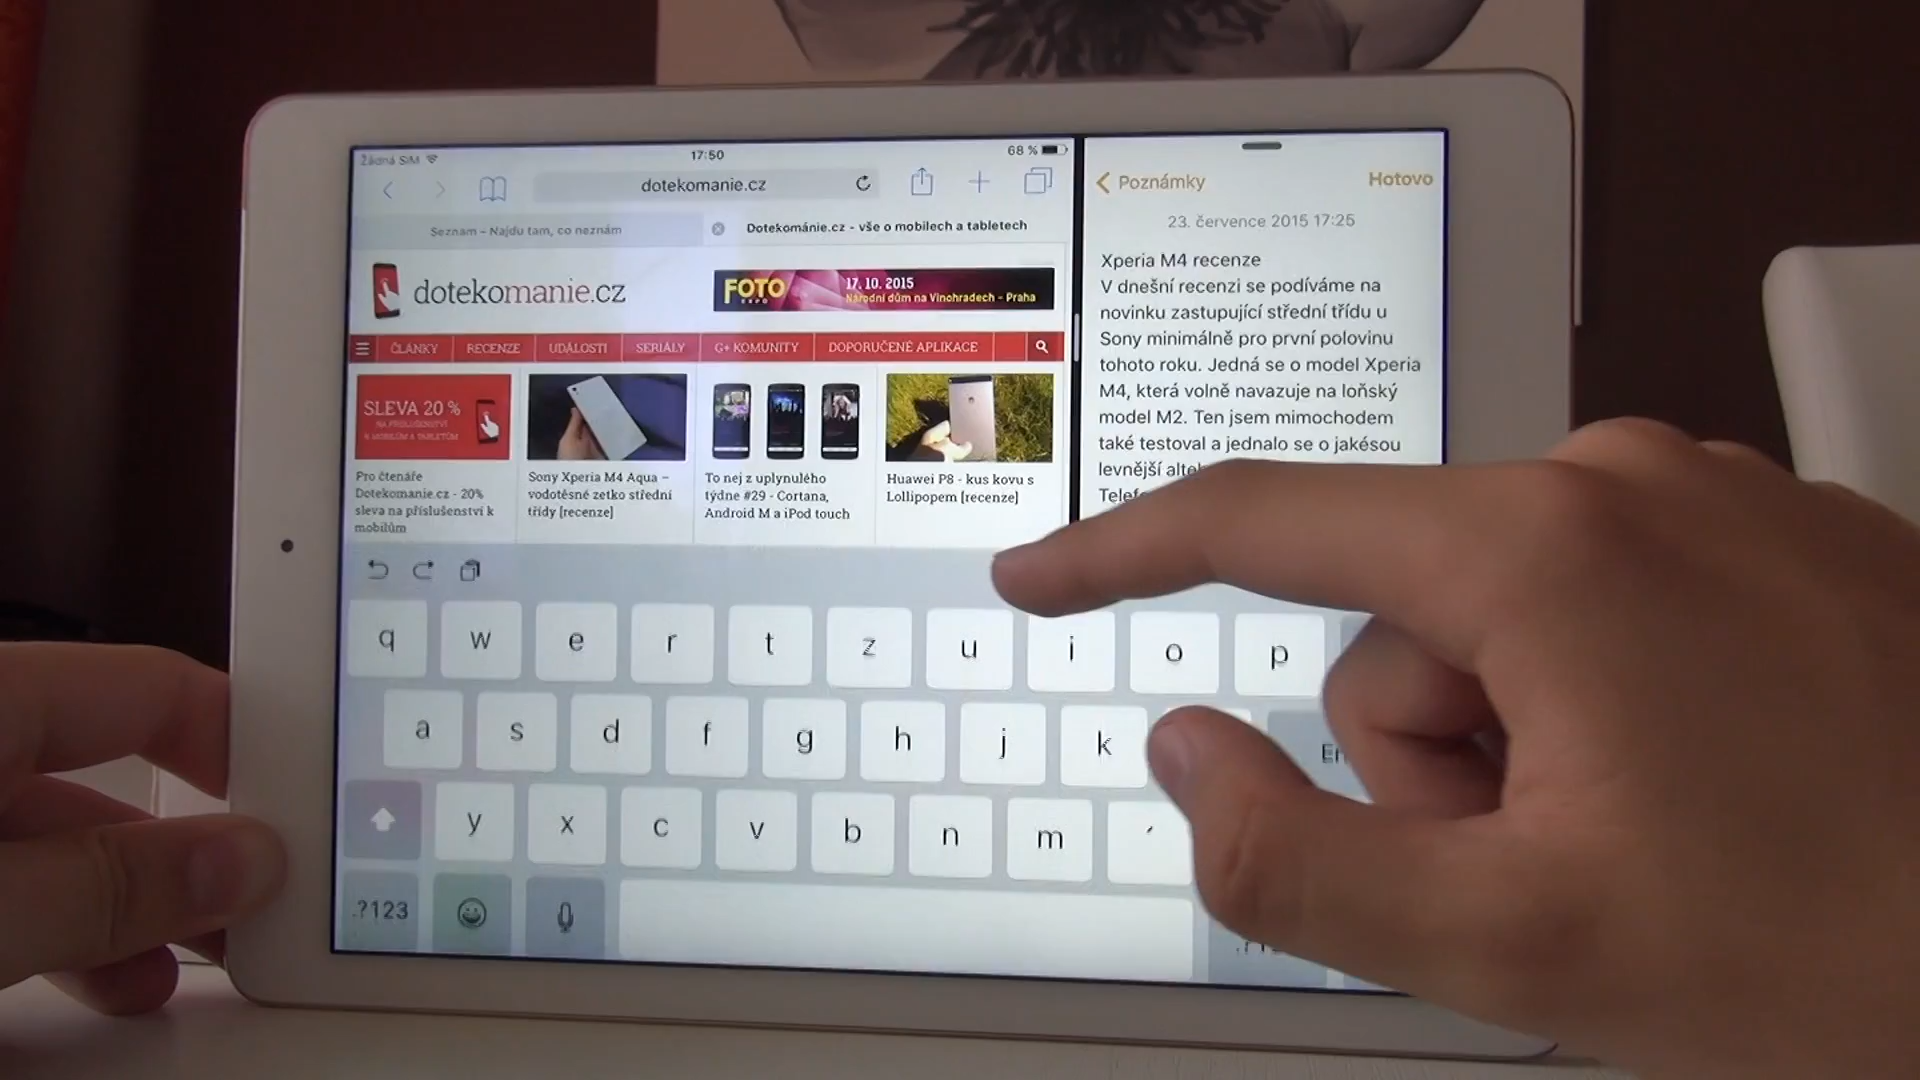 Žádná SIM
17:50
68 %
dotekomanie.cz
Seznam – Najdu tam, co neznám
Dotekománie.cz - vše o mobilech a tabletech
dotekomanie.cz
FOTO
EXPO
17. 10. 2015
Národní dům na Vinohradech - Praha
ČLÁNKY
RECENZE
UDÁLOSTI
SERIÁLY
G+ KOMUNITY
DOPORUČENÉ APLIKACE
SLEVA 20 %
NA PŘÍSLUŠENSTVÍ
K MOBILŮM A TABLETŮM
Pro čtenáře
Dotekomanie.cz - 20%
sleva na příslušenství k
mobilům
Sony Xperia M4 Aqua –
vodotěsné zetko střední
třídy [recenze]
To nej z uplynulého
týdne #29 - Cortana,
Android M a iPod touch
Huawei P8 - kus kovu s
Lollipopem [recenze]
Poznámky
Hotovo
23. července 2015 17:25
Xperia M4 recenze
V dnešní recenzi se podíváme na
novinku zastupující střední třídu u
Sony minimálně pro první polovinu
tohoto roku. Jedná se o model Xperia
M4, která volně navazuje na loňský
model M2. Ten jsem mimochodem
také testoval a jednalo se o jakésou
levnější
q w e r t z u i o p
a s d f g h j k
y x c v b n m ´
.?123